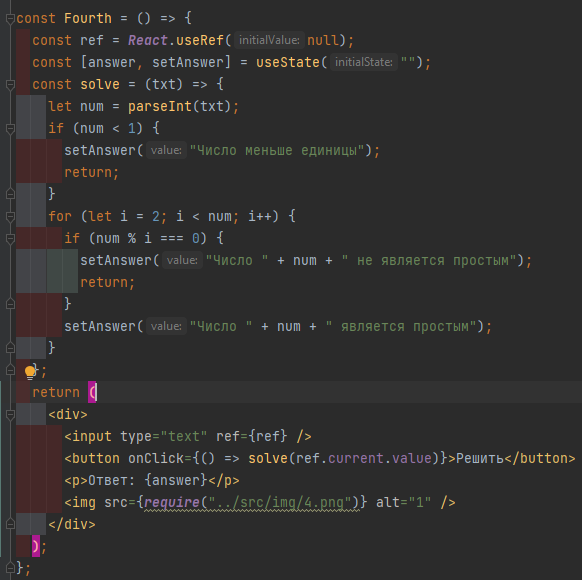 const Fourth = () => {
  const ref = React.useRef( initialValue: null);
  const [answer, setAnswer] = useState( initialState: "");
  const solve = (txt) => {
    let num = parseInt(txt);
    if (num < 1) {
      setAnswer( value: "Число меньше единицы");
      return;
    }
    for (let i = 2; i < num; i++) {
      if (num % i === 0) {
        setAnswer( value: "Число " + num + " не является простым");
        return;
      }
      setAnswer( value: "Число " + num + " является простым");
    }
  };
  return (
    <div>
      <input type="text" ref={ref} />
      <button onClick={() => solve(ref.current.value)}>Решить</button>
      <p>Ответ: {answer}</p>
      <img src={require("../src/img/4.png")} alt="1" />
    </div>
  );
};